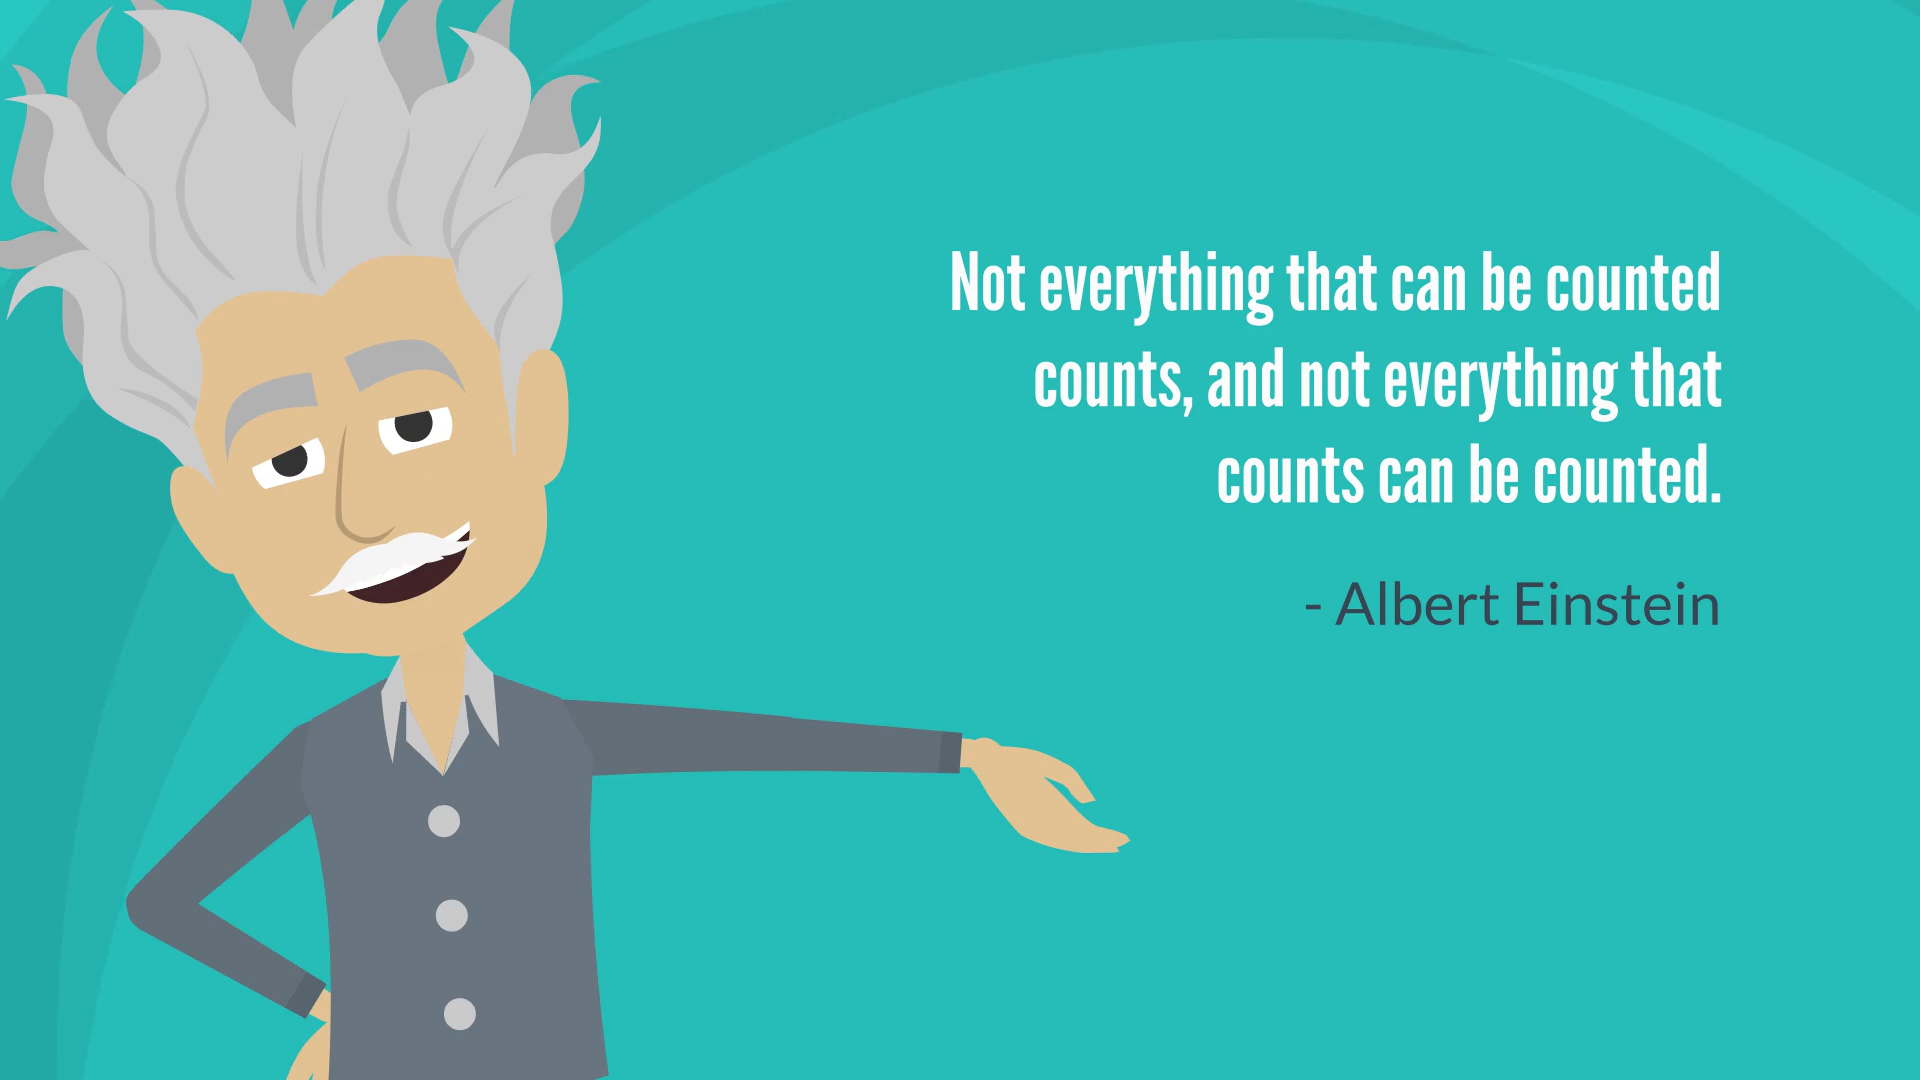 Not everything that can be counted
counts, and not everything that
counts can be counted.
- Albert Einstein